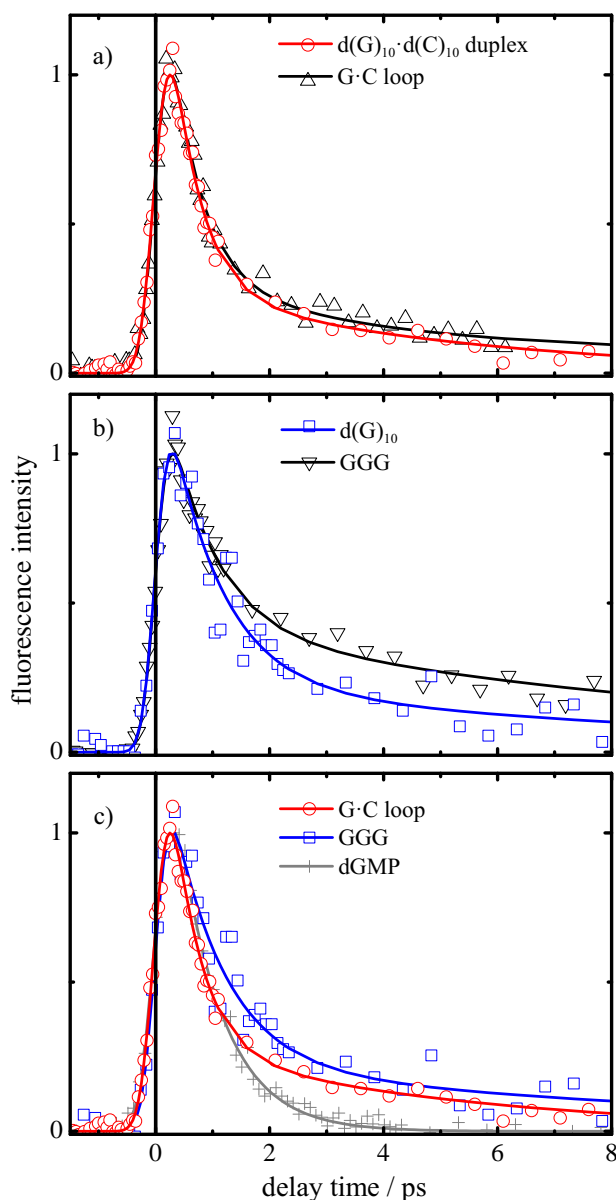 a)
d(G)10·d(C)10 duplex
G·C loop
1
0
b)
d(G)10
GGG
1
0
fluorescence intensity
c)
G·C loop
GGG
dGMP
1
0
0 2 4 6 8
delay time / ps